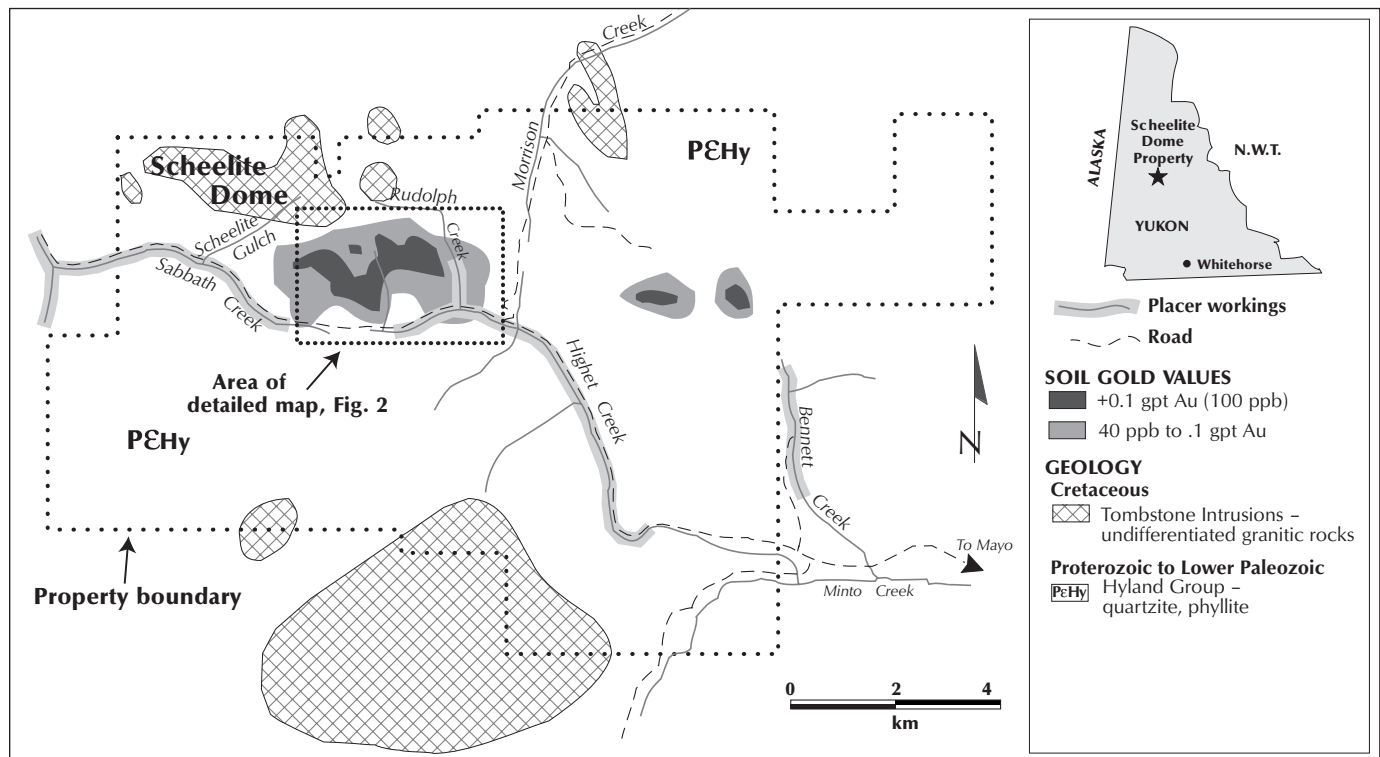 Creek
Morrison
PƐHy
Scheelite
Dome
Rudolph
Creek
Scheelite
Gulch
Sabbath
Creek
Area of
detailed map, Fig. 2
PƐHy
Highet
Creek
Bennett
Creek
N
Property boundary
To Mayo
Minto Creek
0 2 4
km
ALASKA
Scheelite
Dome
Property
N.W.T.
YUKON
Whitehorse
Placer workings
Road
SOIL GOLD VALUES
+0.1 gpt Au (100 ppb)
40 ppb to .1 gpt Au
GEOLOGY
Cretaceous
Tombstone Intrusions –
undifferentiated granitic rocks
Proterozoic to Lower Paleozoic
PƐHy Hyland Group –
quartzite, phyllite